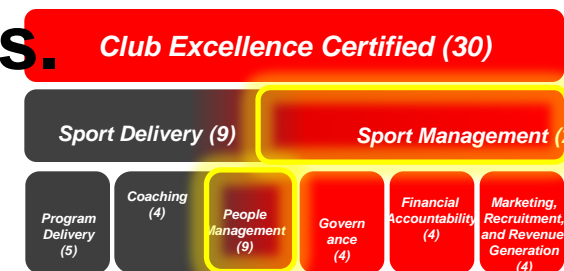 s.
Club Excellence Certified (30)
Sport Delivery (9)
Sport Management (
Program
Delivery
(5)
Coaching
(4)
People
Management
(9)
Govern
ance
(4)
Financial
Accountability
(4)
Marketing,
Recruitment,
and Revenue
Generation
(4)